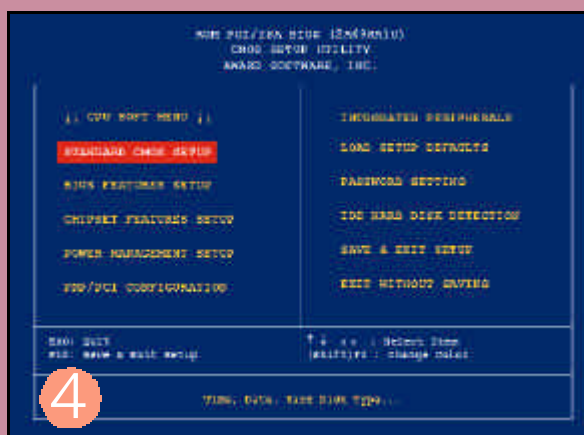 ROM PCI/ISA BIOS
CMOS SETUP UTILITY
AWARD SOFTWARE, INC.
CPU SOFT MENU
STANDARD CMOS SETUP
BIOS FEATURES SETUP
CHIPSET FEATURES SETUP
POWER MANAGEMENT SETUP
PNP/PCI CONFIGURATION
INTEGRATED PERIPHERALS
LOAD SETUP DEFAULTS
PASSWORD SETTING
IDE HARD DISK DETECTION
SAVE & EXIT SETUP
EXIT WITHOUT SAVING
ESC: Quit
F10: Save & Exit Setup
↑ ↓ → ← : Select Item
(Shift)F2 : Change Color
Time, Date, Hard Disk Type...
4